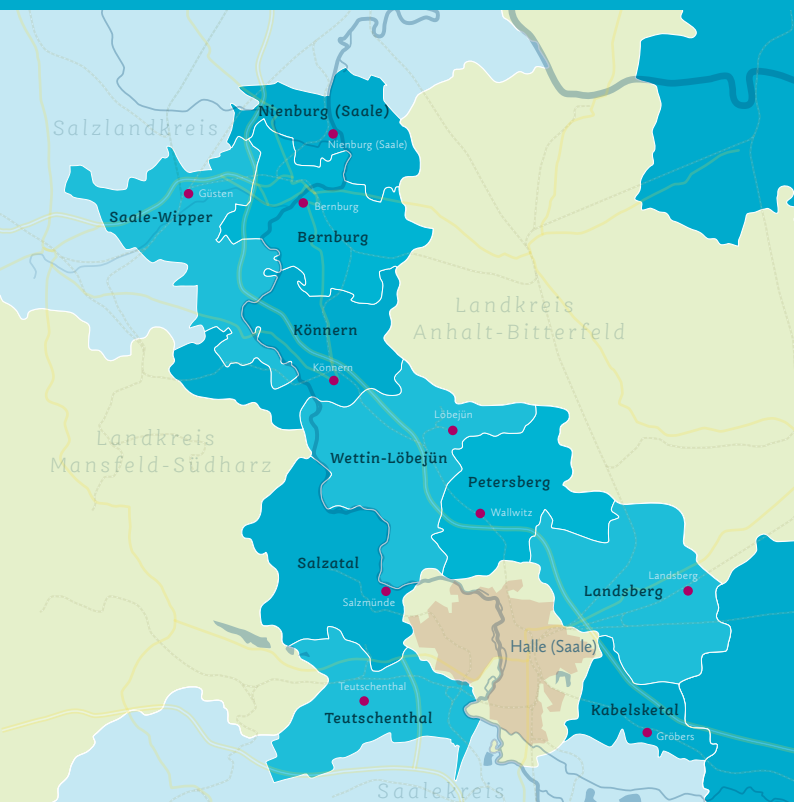 Nienburg (Saale)
Salzlandkreis
Nienburg (Saale)
Güsten
Bernburg
Saale-Wipper
Bernburg
Landkreis
Anhalt-Bitterfeld
Könnern
Könnern
Löbejün
Landkreis
Mansfeld-Südharz
Wettin-Löbejün
Petersberg
Wallwitz
Salzatal
Landsberg
Landsberg
Salzmünde
Halle (Saale)
Teutschenthal
Teutschenthal
Kabelsketal
Gröbers
Saalekreis